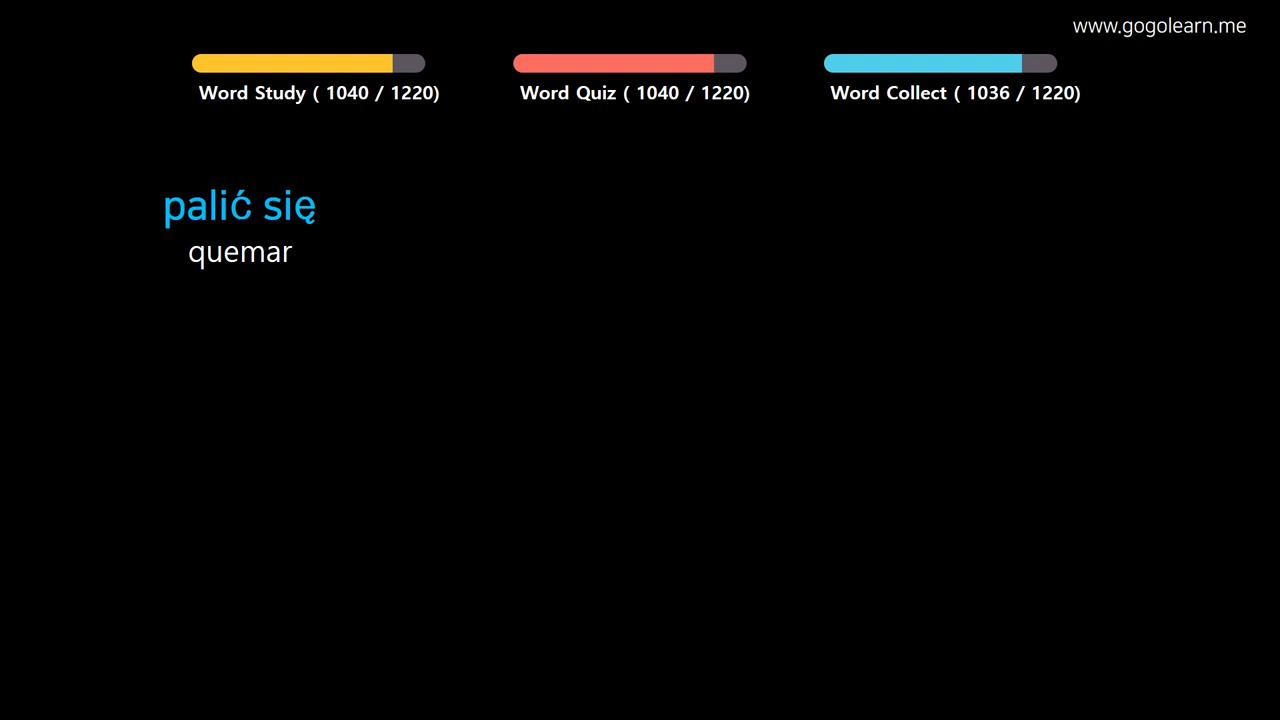 www.gogolearn.me
Word Study ( 1040 / 1220)
Word Quiz ( 1040 / 1220)
Word Collect ( 1036 / 1220)
palić się
quemar